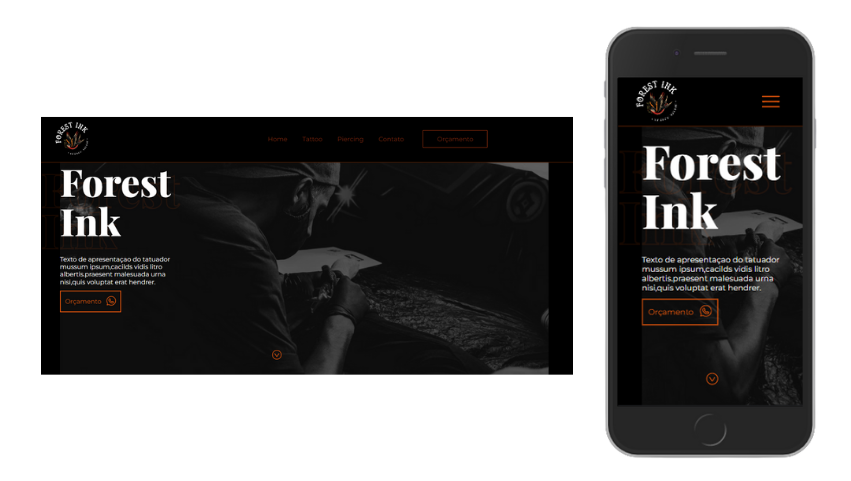 FOREST INK
Home Tattoo Piercing Contato Orçamento
Forest
Ink
Texto de apresentaçao do tatuador
mussum ipsum,cacilds vidis litro
albertis.praesent malesuada urna
nisi,quis voluptat erat hendrer.
Orçamento
FOREST INK
Forest
Ink
Texto de apresentaçao do tatuador
mussum ipsum,cacilds vidis litro
albertis.praesent malesuada urna
nisi,quis voluptat erat hendrer.
Orçamento